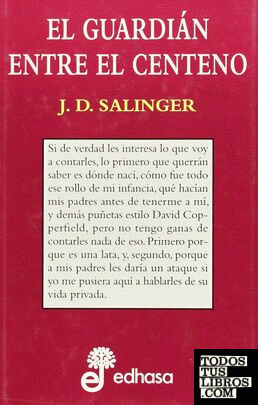 EL GUARDIÁN
ENTRE EL CENTENO
J. D. SALINGER
Si de verdad les interesa lo que voy
a contarles, lo primero que querrán
saber es dónde nací, cómo fue todo
ese rollo de mi infancia, qué hacían
mis padres antes de tenerme a mí,
y demás puñetas estilo David Cop-
perfield, pero no tengo ganas de
contarles nada de eso. Primero por-
que es una lata, y, segundo, porque
a mis padres les daría un ataque si
yo me pusiera aquí a hablarles de su
vida privada.
e edhasa
TODOS
TUS
LIBROS
.COM